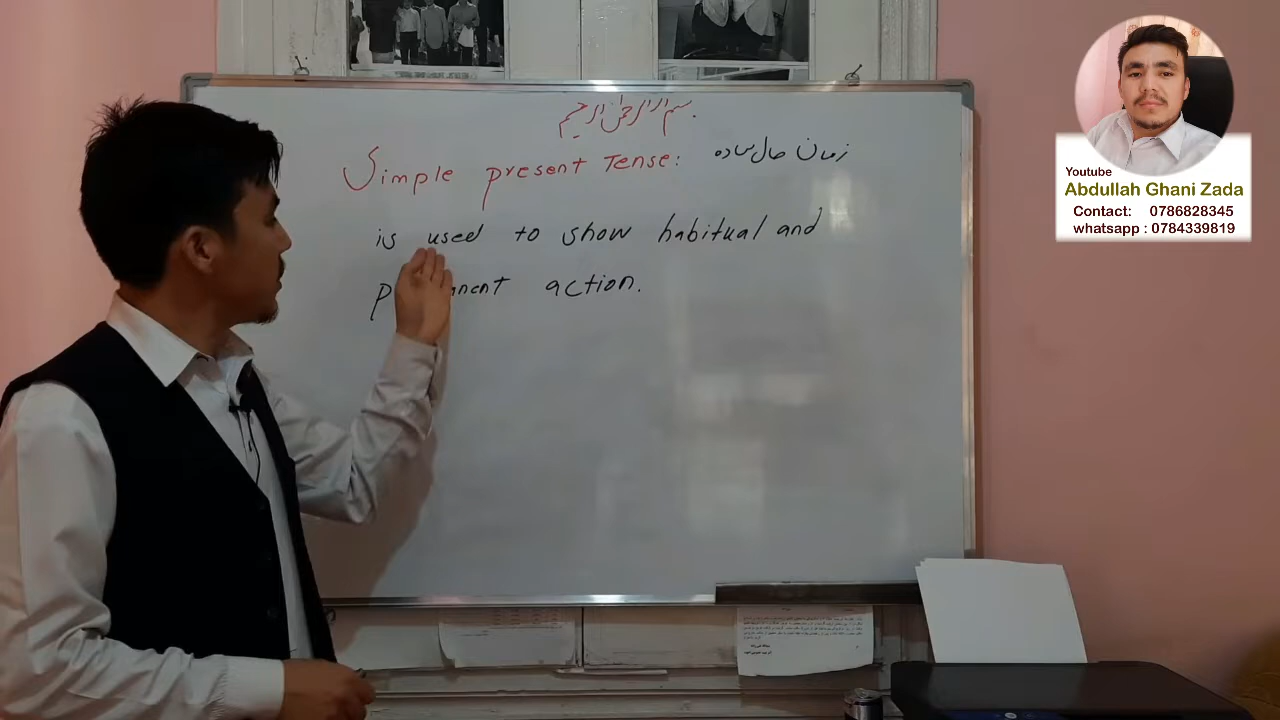 بسم الله الرحمن الرحیم
Simple present Tense: زمان حال ساده
is used to show habitual and
action.
Youtube
Abdullah Ghani Zada
Contact: 0786828345
whatsapp : 0784339819